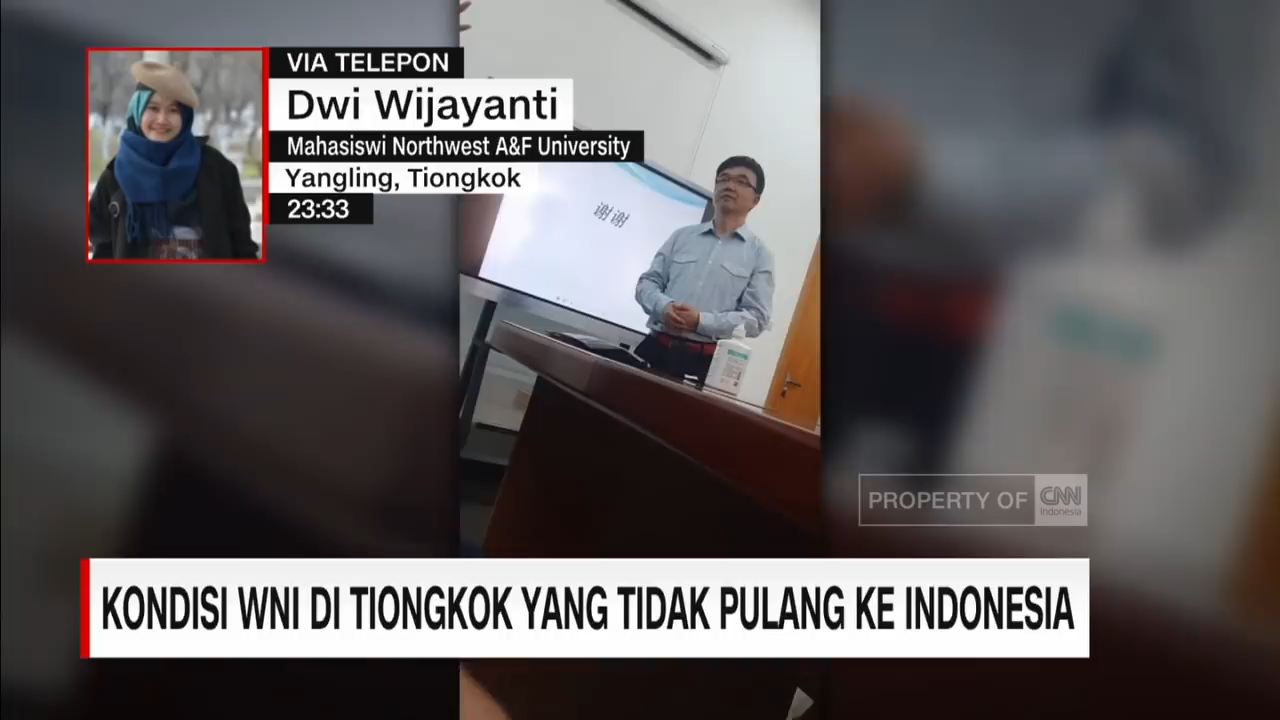 VIA TELEPON
Dwi Wijayanti
Mahasiswi Northwest A&F University
Yangling, Tiongkok
23:33
谢谢
PROPERTY OF CNN Indonesia
KONDISI WNI DI TIONGKOK YANG TIDAK PULANG KE INDONESIA